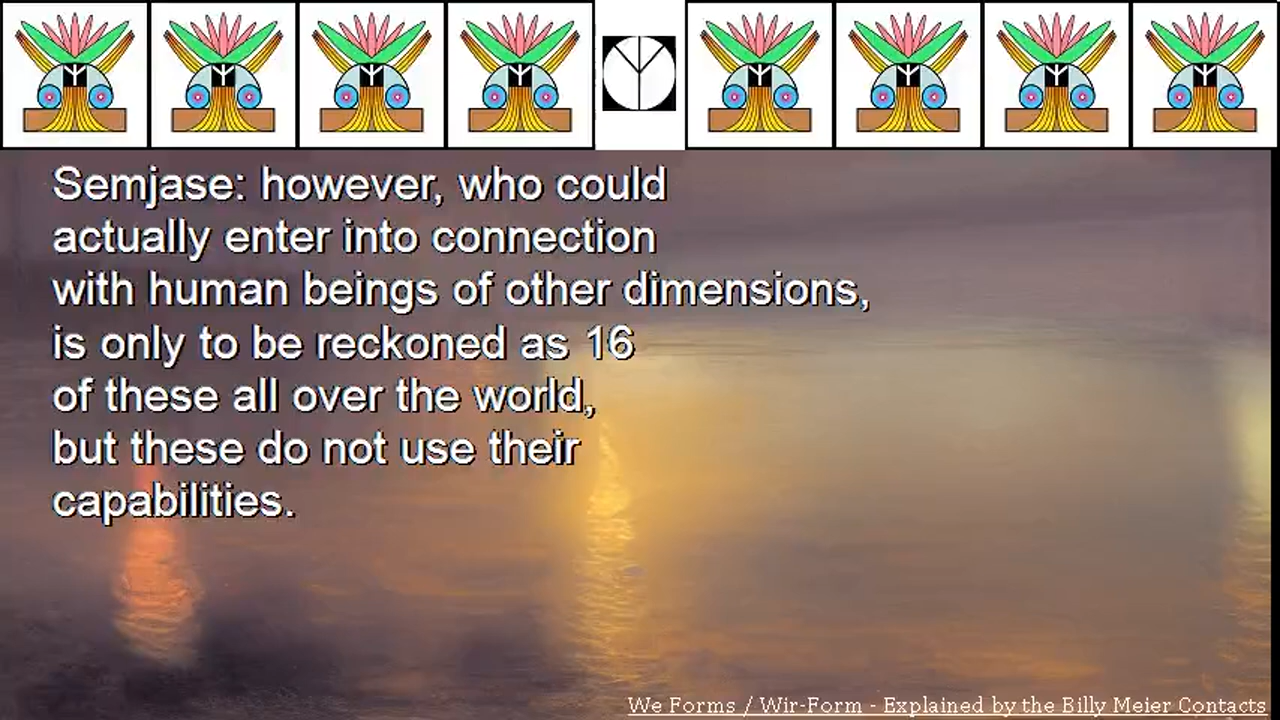 Semjase: however, who could
actually enter into connection
with human beings of other dimensions,
is only to be reckoned as 16
of these all over the world,
but these do not use their
capabilities.
We Forms / Wir-Form - Explained by the Billy Meier Contacts